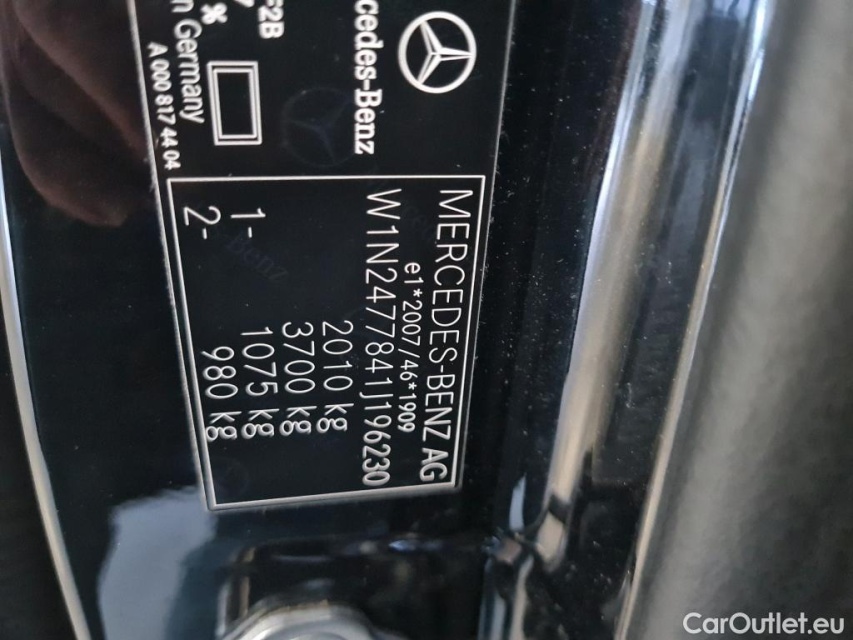 F2B
n Germany
A 000 817 44 04
cedes-Benz
MERCEDES-BENZ AG
e1*2007/46*1909
W1N2477841J196230
2010 kg
3700 kg
1- 1075 kg
2- 980 kg
CarOutlet.eu